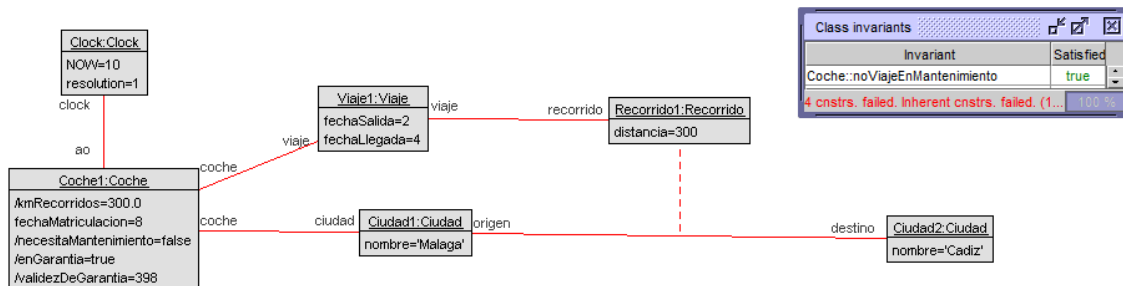 Clock:Clock
NOW=10
resolution=1
clock
ao
Class invariants
Invariant
Satisfied
Coche::noViajeEnMantenimiento
true
4 cnstrs. failed. Inherent cnstrs. failed. (1...
100 %
Viaje1:Viaje
fechaSalida=2
fechaLlegada=4
viaje
recorrido
Recorrido1:Recorrido
distancia=300
viaje
coche
Coche1:Coche
/kmRecorridos=300.0
fechaMatriculacion=8
/necesitaMantenimiento=false
/enGarantia=true
/validezDeGarantia=398
coche
ciudad
Ciudad1:Ciudad
nombre='Malaga'
origen
destino
Ciudad2:Ciudad
nombre='Cadiz'